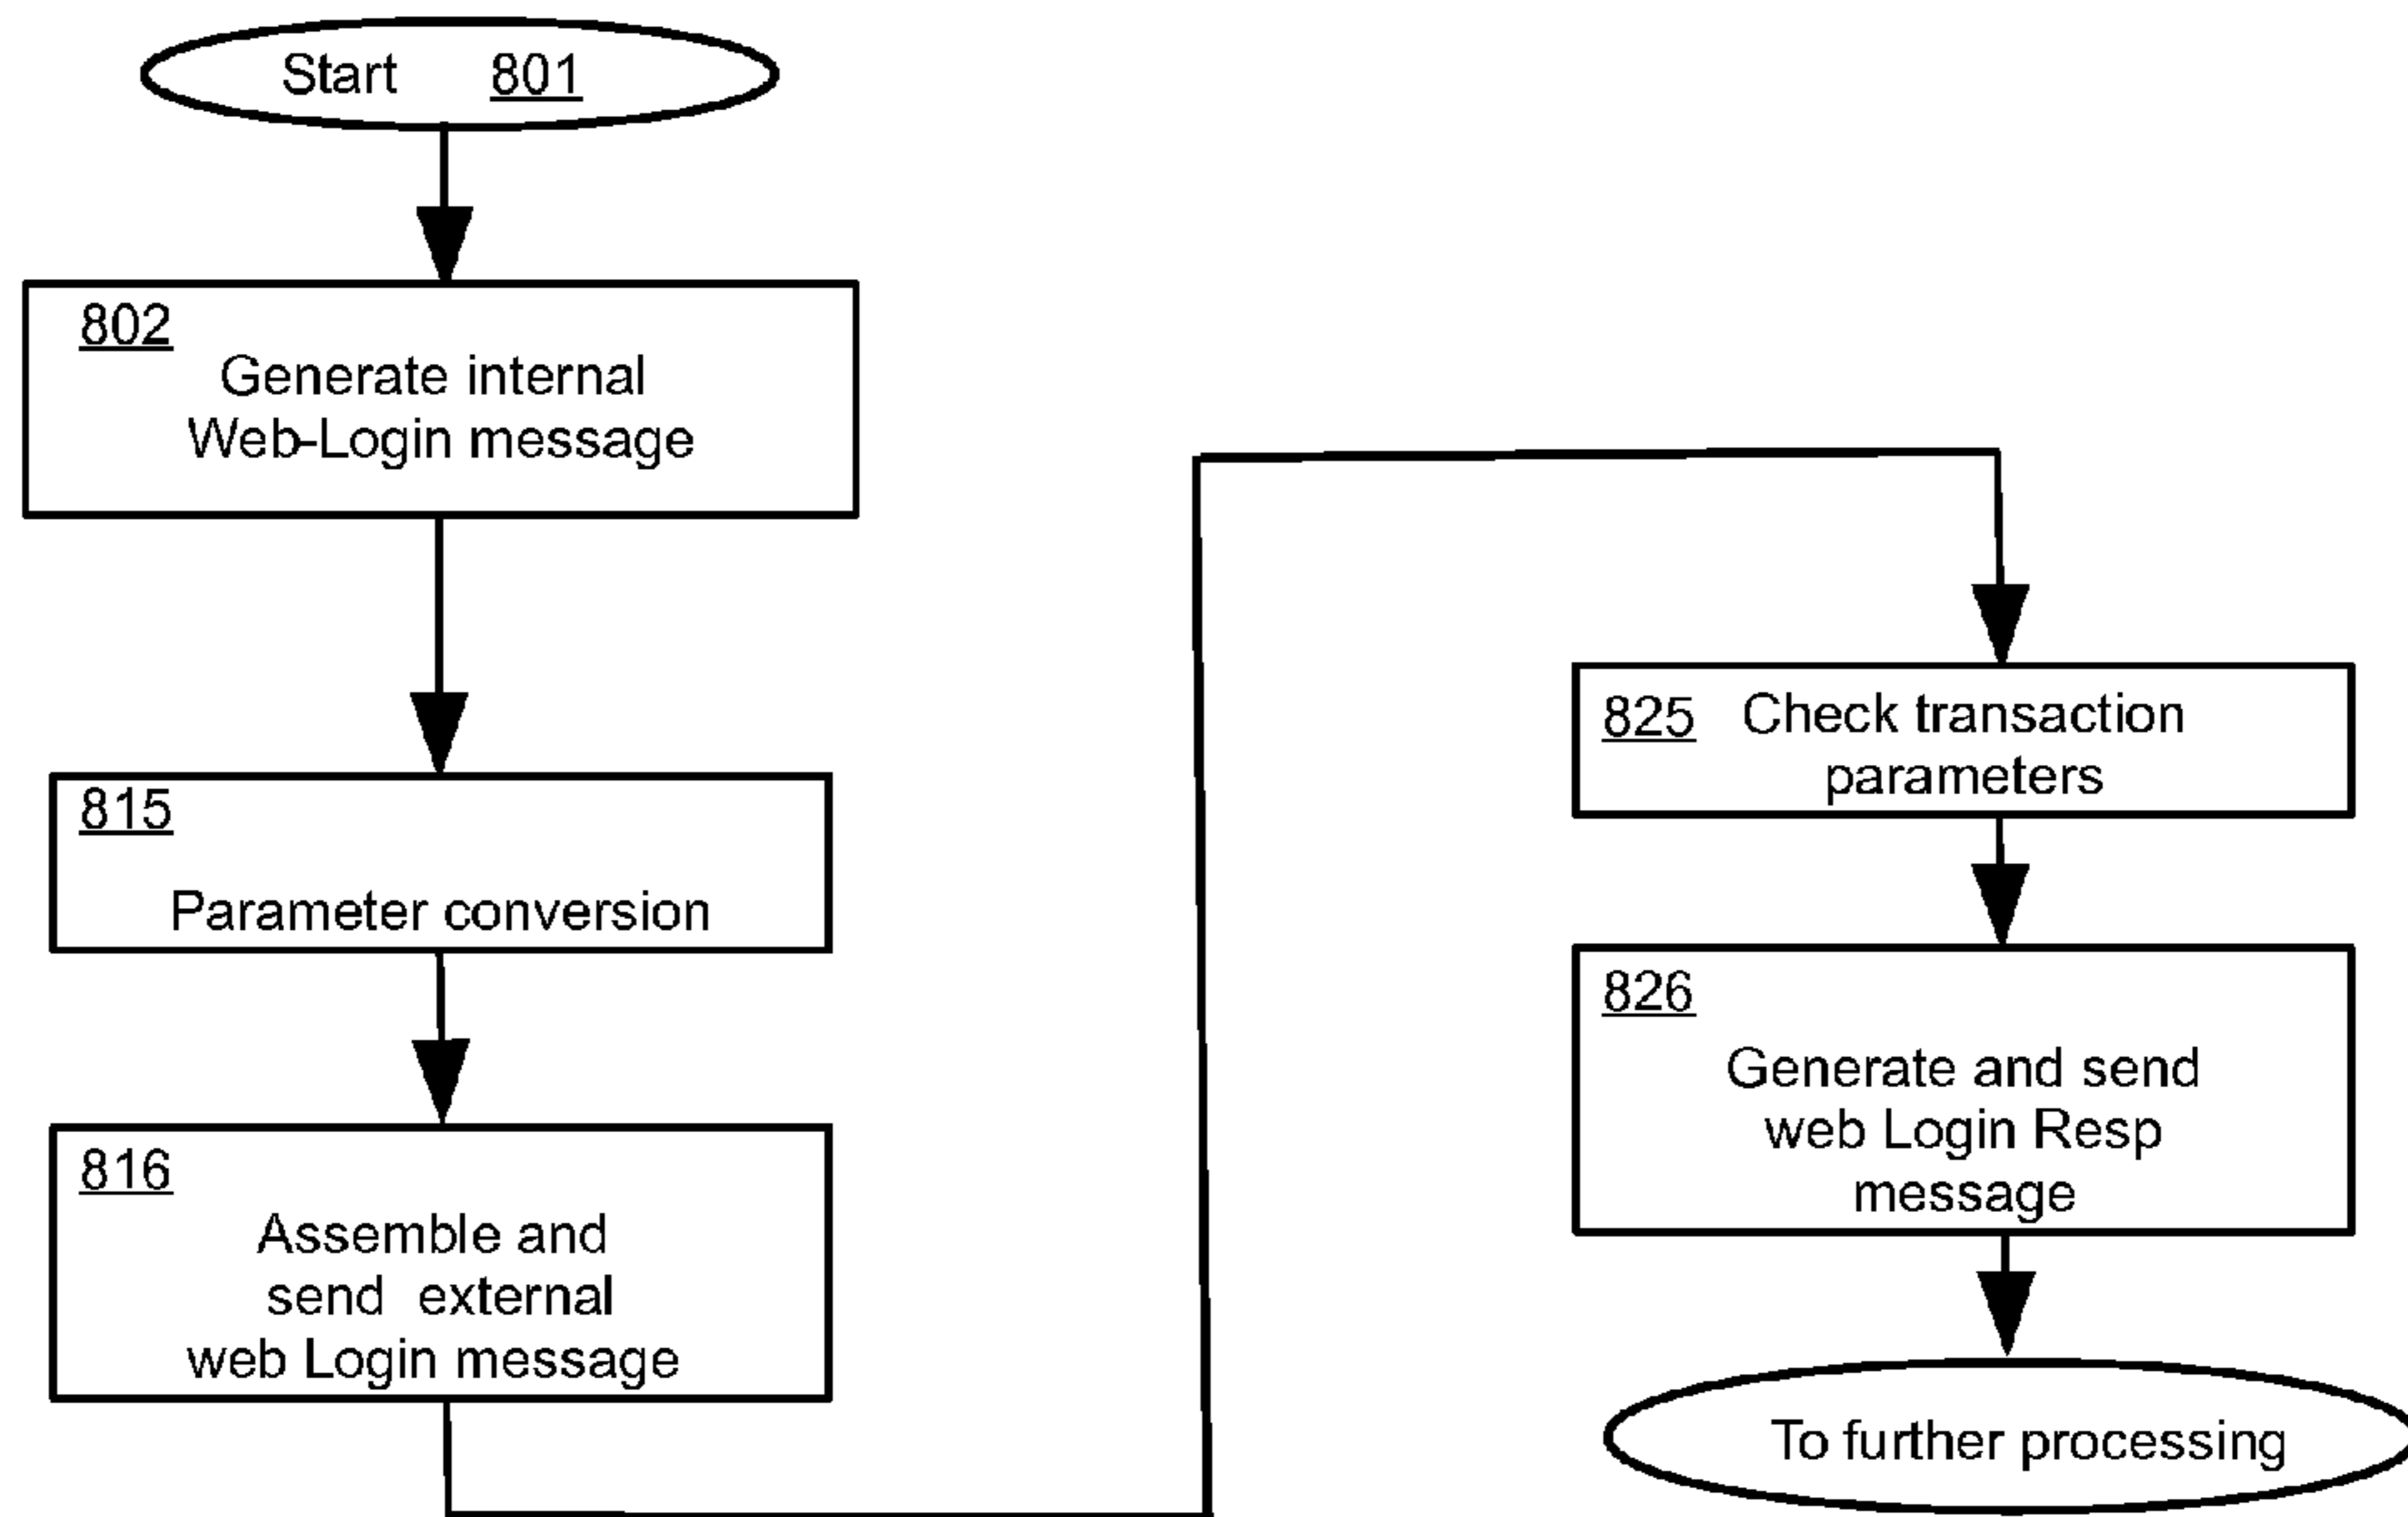 Start 801
802
Generate internal
Web-Login message
815
Parameter conversion
816
Assemble and
send external
web Login message
825 Check transaction
parameters
826
Generate and send
web Login Resp
message
To further processing